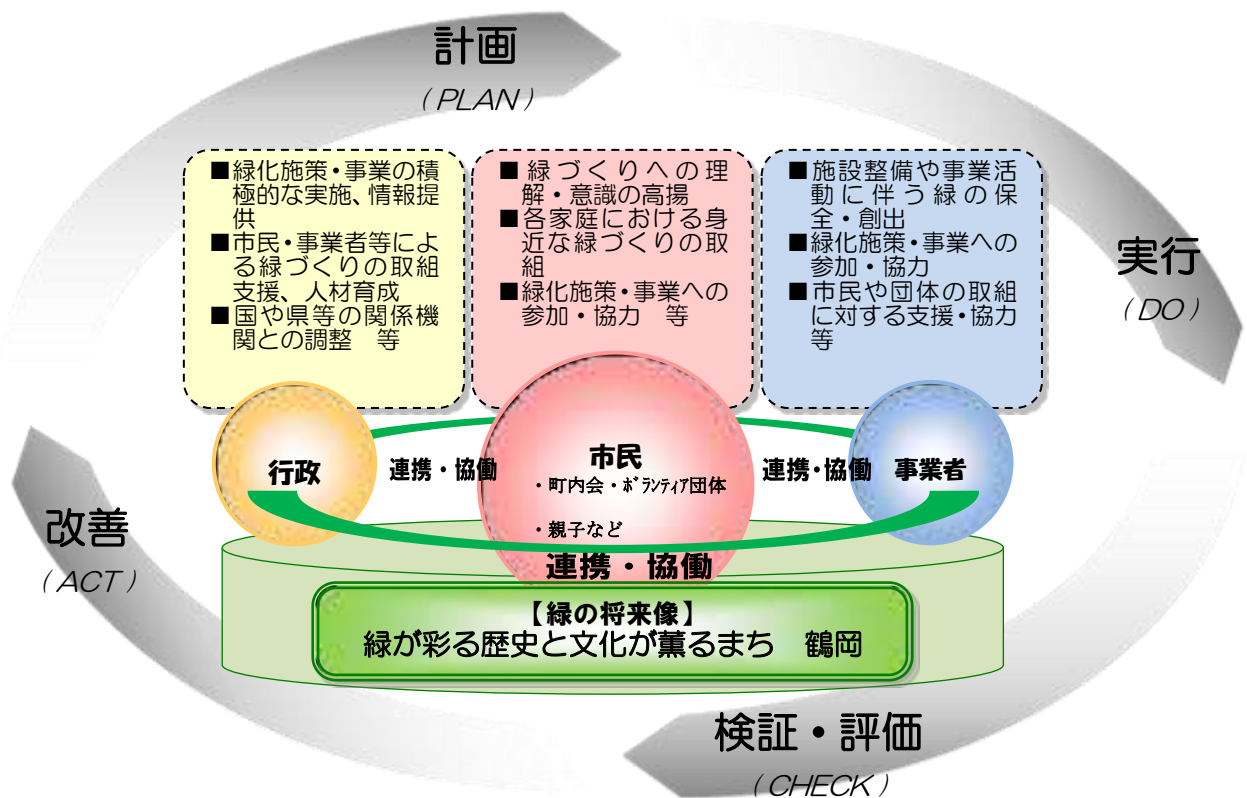 計画
(PLAN)
■緑化施策・事業の積
極的な実施、情報提
供
■市民・事業者等によ
る緑づくりの取組
支援、人材育成
■国や県等の関係機
関との調整　等
■緑づくりへの理
解・意識の高揚
■各家庭における身
近な緑づくりの取
組
■緑化施策・事業への
参加・協力　等
■施設整備や事業活
動に伴う緑の保
全・創出
■緑化施策・事業への
参加・協力
■市民や団体の取組
に対する支援・協力
等
実行
(DO)
行政
連携・協働
市民
・町内会・ﾎﾞﾗﾝﾃｨｱ団体
・親子など
連携・協働
事業者
連携・協働
改善
(ACT)
【緑の将来像】
緑が彩る歴史と文化が薫るまち　鶴岡
検証・評価
(CHECK)